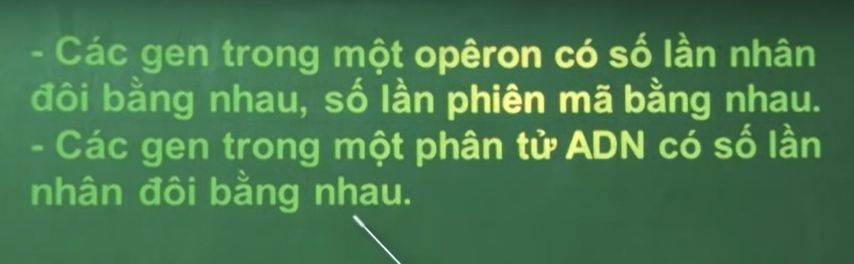 - Các gen trong một opêron có số lần nhân
đôi bằng nhau, số lần phiên mã bằng nhau.
- Các gen trong một phân tử ADN có số lần
nhân đôi bằng nhau.